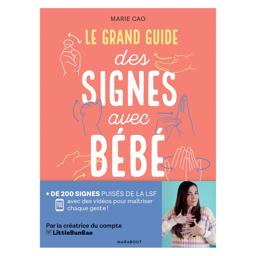 MARIE CAO
LE GRAND GUIDE
des
SIGNES
avec
BÉBÉ
+ DE 200 SIGNES PUISÉS DE LA LSF
avec des vidéos pour maîtriser
chaque geste !
Par la créatrice du compte
LittleBunBao
MARABOUT